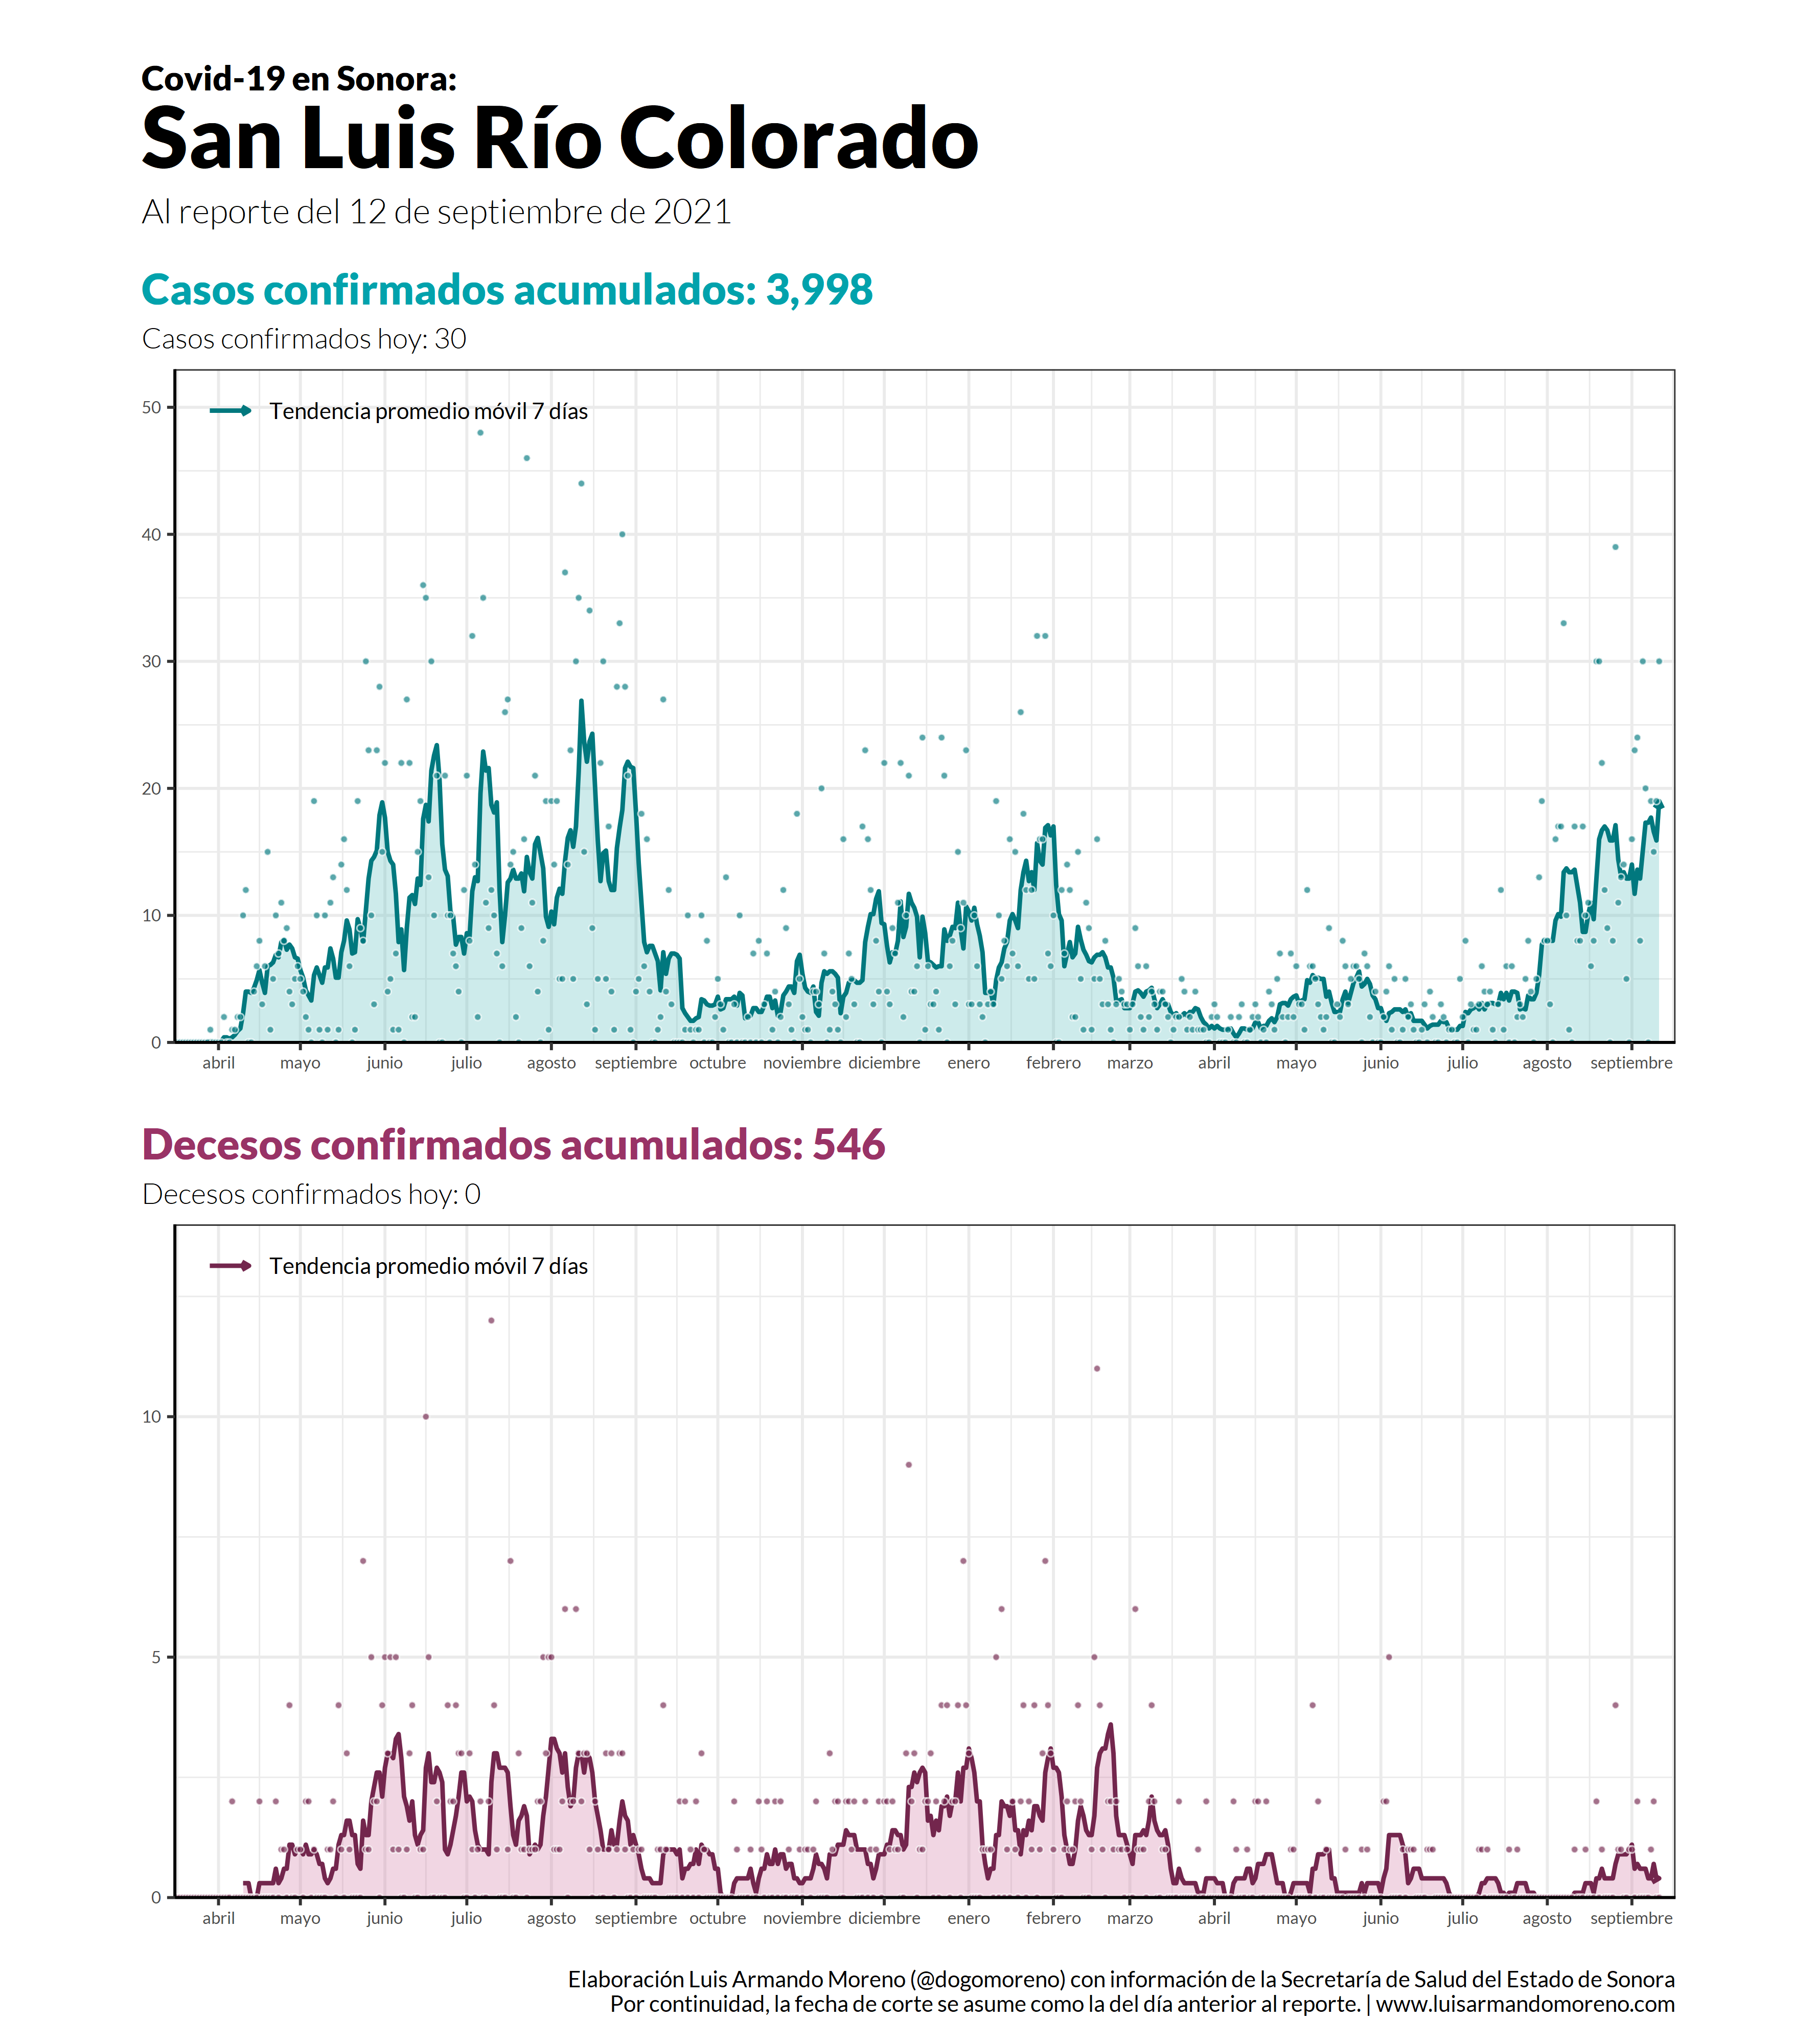 Covid-19 en Sonora:
San Luis Río Colorado
Al reporte del 12 de septiembre de 2021
Casos confirmados acumulados: 3,998
Casos confirmados hoy: 30
Tendencia promedio móvil 7 días
50
40
30
20
10
0
abril mayo junio julio agosto septiembre octubre noviembre diciembre enero febrero marzo abril mayo junio julio agosto septiembre
Decesos confirmados acumulados: 546
Decesos confirmados hoy: 0
Tendencia promedio móvil 7 días
10
5
0
abril mayo junio julio agosto septiembre octubre noviembre diciembre enero febrero marzo abril mayo junio julio agosto septiembre
Elaboración Luis Armando Moreno (@dogomoreno) con información de la Secretaría de Salud del Estado de Sonora
Por continuidad, la fecha de corte se asume como la del día anterior al reporte. | www.luisarmandomoreno.com